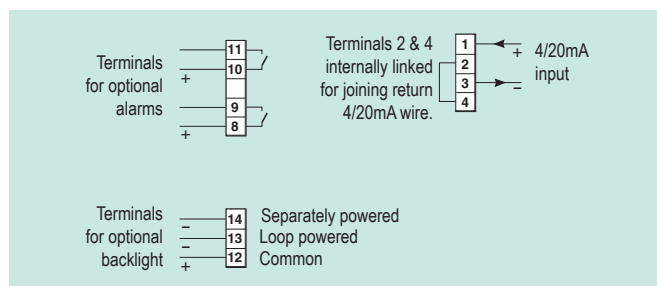 Terminals
for optional
alarms
11
10
+
9
8
+
Terminals 2 & 4
internally linked
for joining return
4/20mA wire.
1
2
3
4
+
–
4/20mA
input
Terminals
for optional
backlight
–
14 Separately powered
–
13 Loop powered
+
12 Common